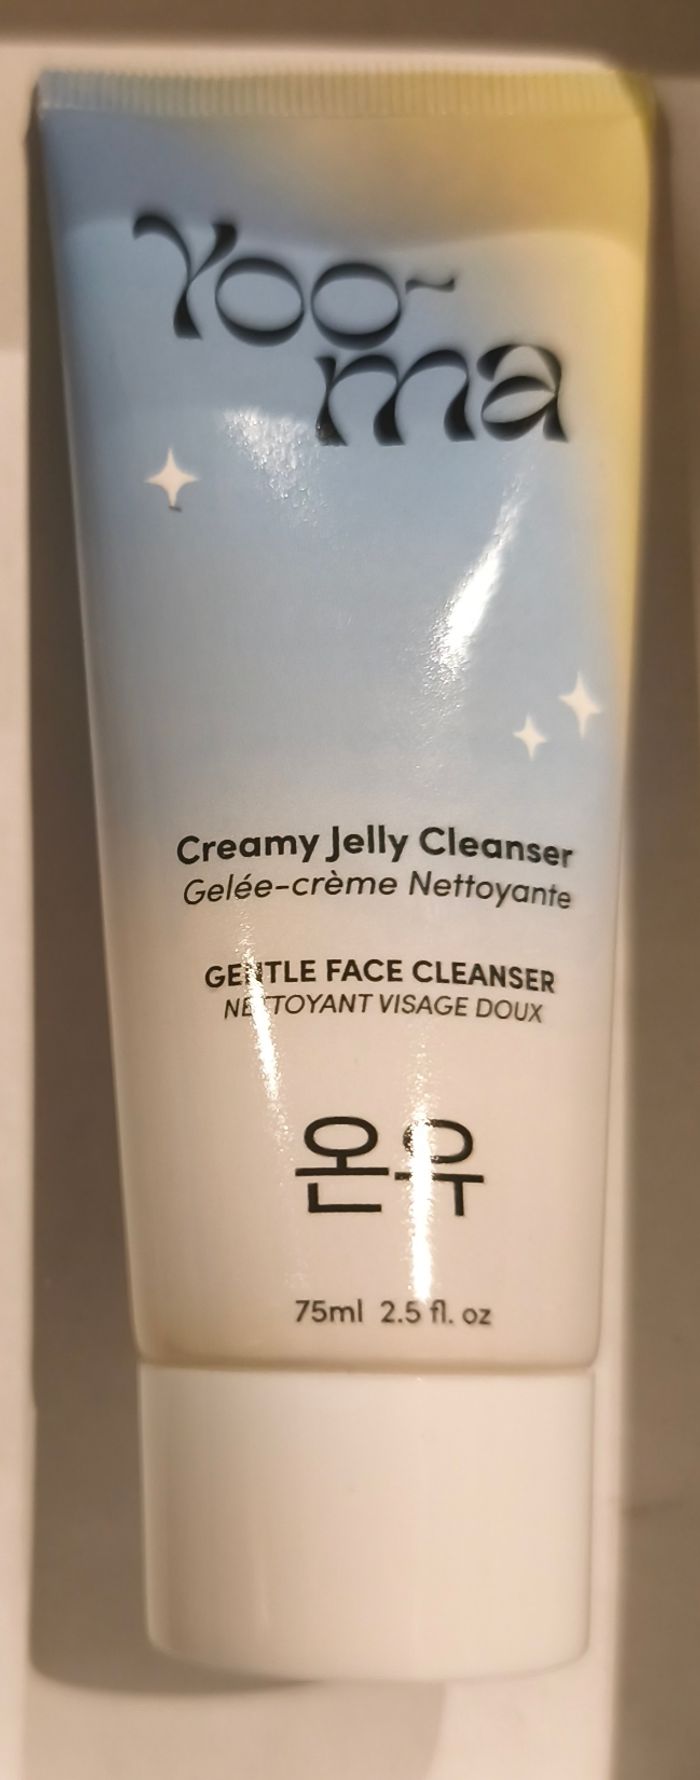 Yoo-
ma
Creamy Jelly Cleanser
Gelée-crème Nettoyante
GENTLE FACE CLEANSER
NETTOYANT VISAGE DOUX
온유
75ml 2.5 fl. oz